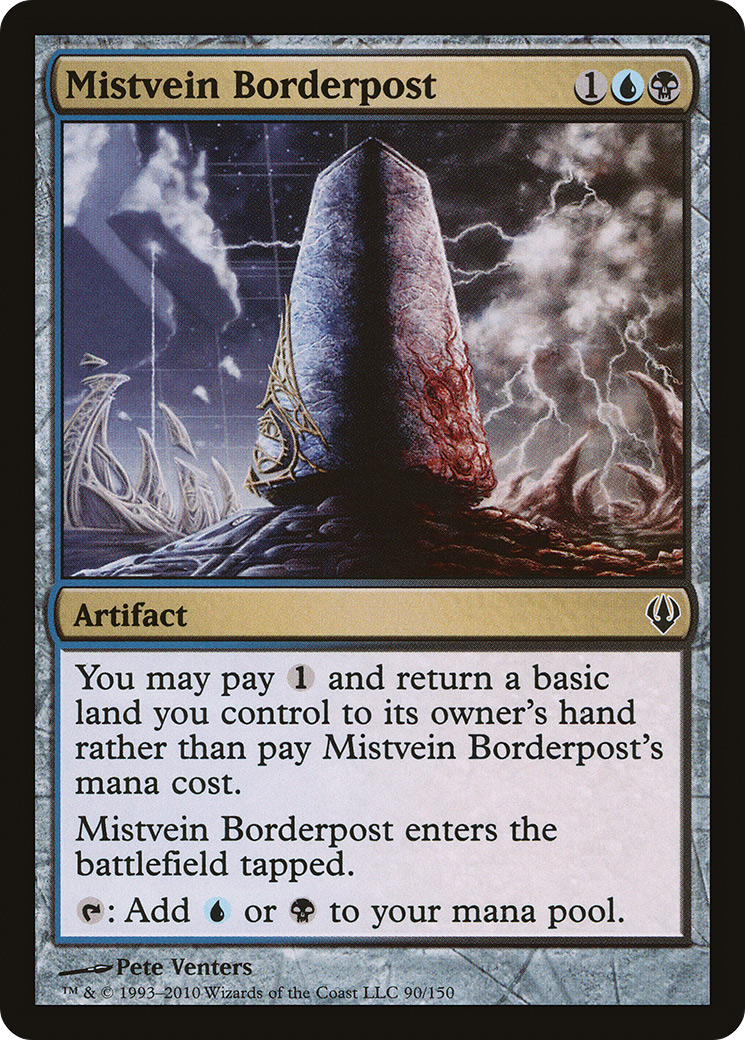 Mistvein Borderpost 1
Artifact
You may pay 1 and return a basic
land you control to its owner's hand
rather than pay Mistvein Borderpost's
mana cost.
Mistvein Borderpost enters the
battlefield tapped.
: Add or to your mana pool.
Pete Venters
™ & © 1993–2010 Wizards of the Coast LLC 90/150